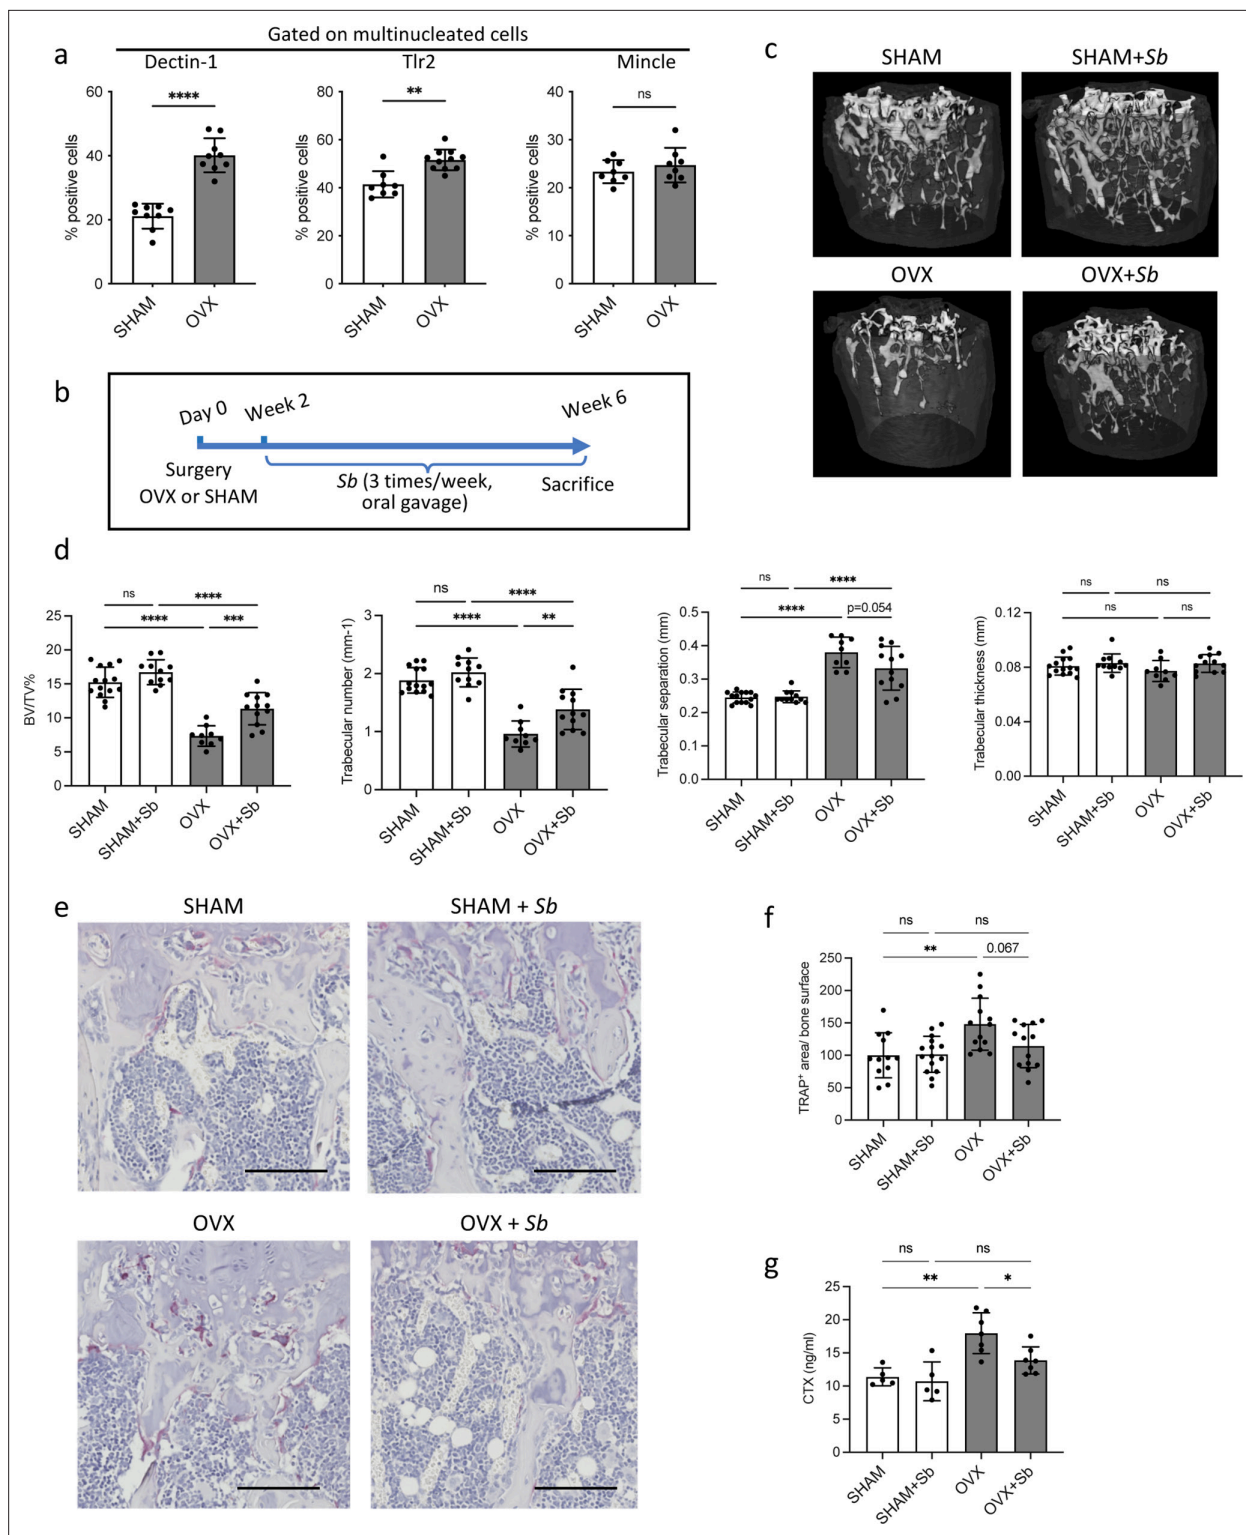 a
Gated on multinucleated cells
Dectin-1
Tlr2
Mincle
% positive cells
60
40
20
0
****
SHAM
OVX
% positive cells
80
60
40
20
0
**
SHAM
OVX
% positive cells
40
30
20
10
0
ns
SHAM
OVX
b
Day 0
Week 2
Week 6
Surgery
OVX or SHAM
Sb (3 times/week,
oral gavage)
Sacrifice
c
SHAM
SHAM+Sb
OVX
OVX+Sb
d
BV/TV%
25
20
15
10
5
0
ns
****
****
***
SHAM
SHAM+Sb
OVX
OVX+Sb
Trabecular number (mm-1)
3
2
1
0
ns
****
****
**
SHAM
SHAM+Sb
OVX
OVX+Sb
Trabecular separation (mm)
0.5
0.4
0.3
0.2
0.1
0.0
ns
****
****
p=0.054
SHAM
SHAM+Sb
OVX
OVX+Sb
Trabecular thickness (mm)
0.12
0.08
0.04
0.00
ns
ns
ns
ns
SHAM
SHAM+Sb
OVX
OVX+Sb
e
SHAM
SHAM + Sb
OVX
OVX + Sb
f
TRAP+ area/ bone surface
250
200
150
100
50
0
ns
ns
**
0.067
SHAM
SHAM+Sb
OVX
OVX+Sb
g
CTX (ng/ml)
25
20
15
10
5
0
ns
ns
**
*
SHAM
SHAM+Sb
OVX
OVX+Sb